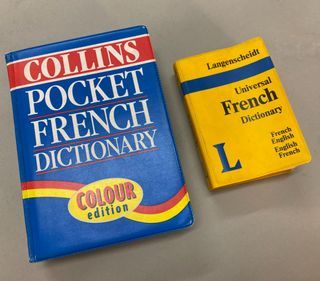 COLLINS
POCKET
FRENCH
DICTIONARY
COLOUR
edition
Langenscheidt
Universal
French
Dictionary
French
English
English
French
L